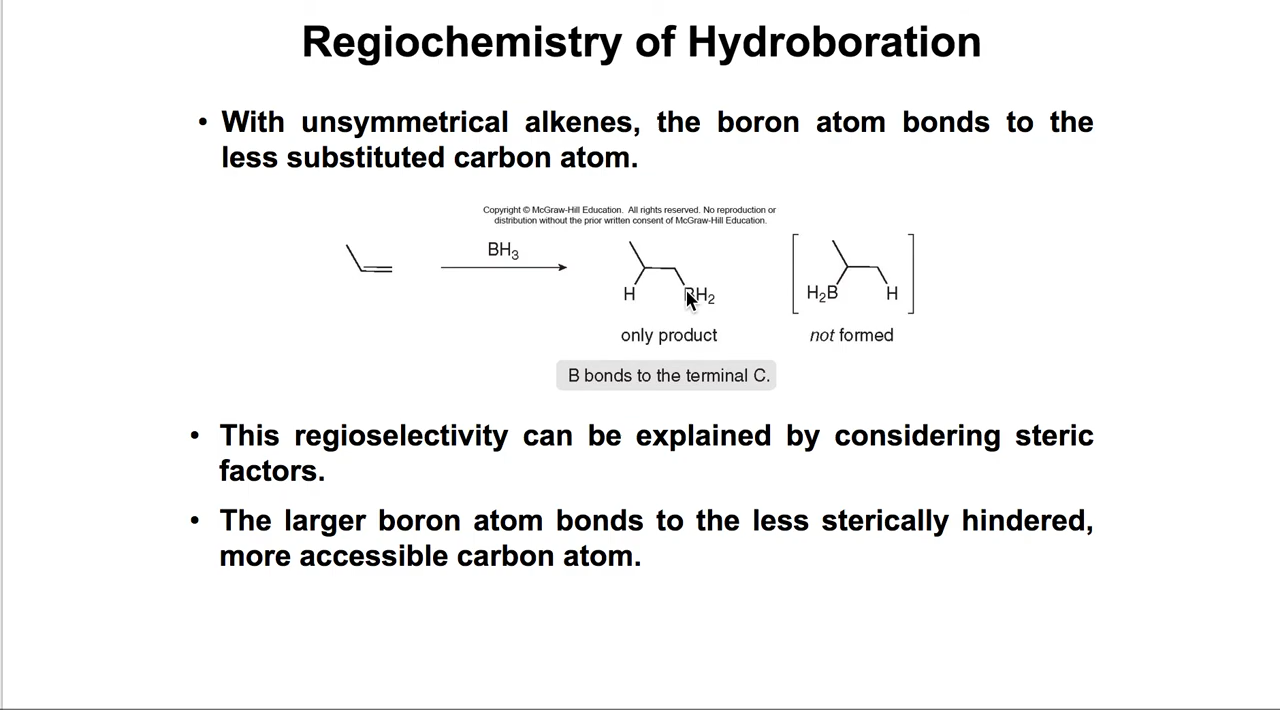 Regiochemistry of Hydroboration
• With unsymmetrical alkenes, the boron atom bonds to the
less substituted carbon atom.
Copyright © McGraw-Hill Education. All rights reserved. No reproduction or
distribution without the prior written consent of McGraw-Hill Education.
BH3
H BH2
H2B H
only product
not formed
B bonds to the terminal C.
• This regioselectivity can be explained by considering steric
factors.
• The larger boron atom bonds to the less sterically hindered,
more accessible carbon atom.